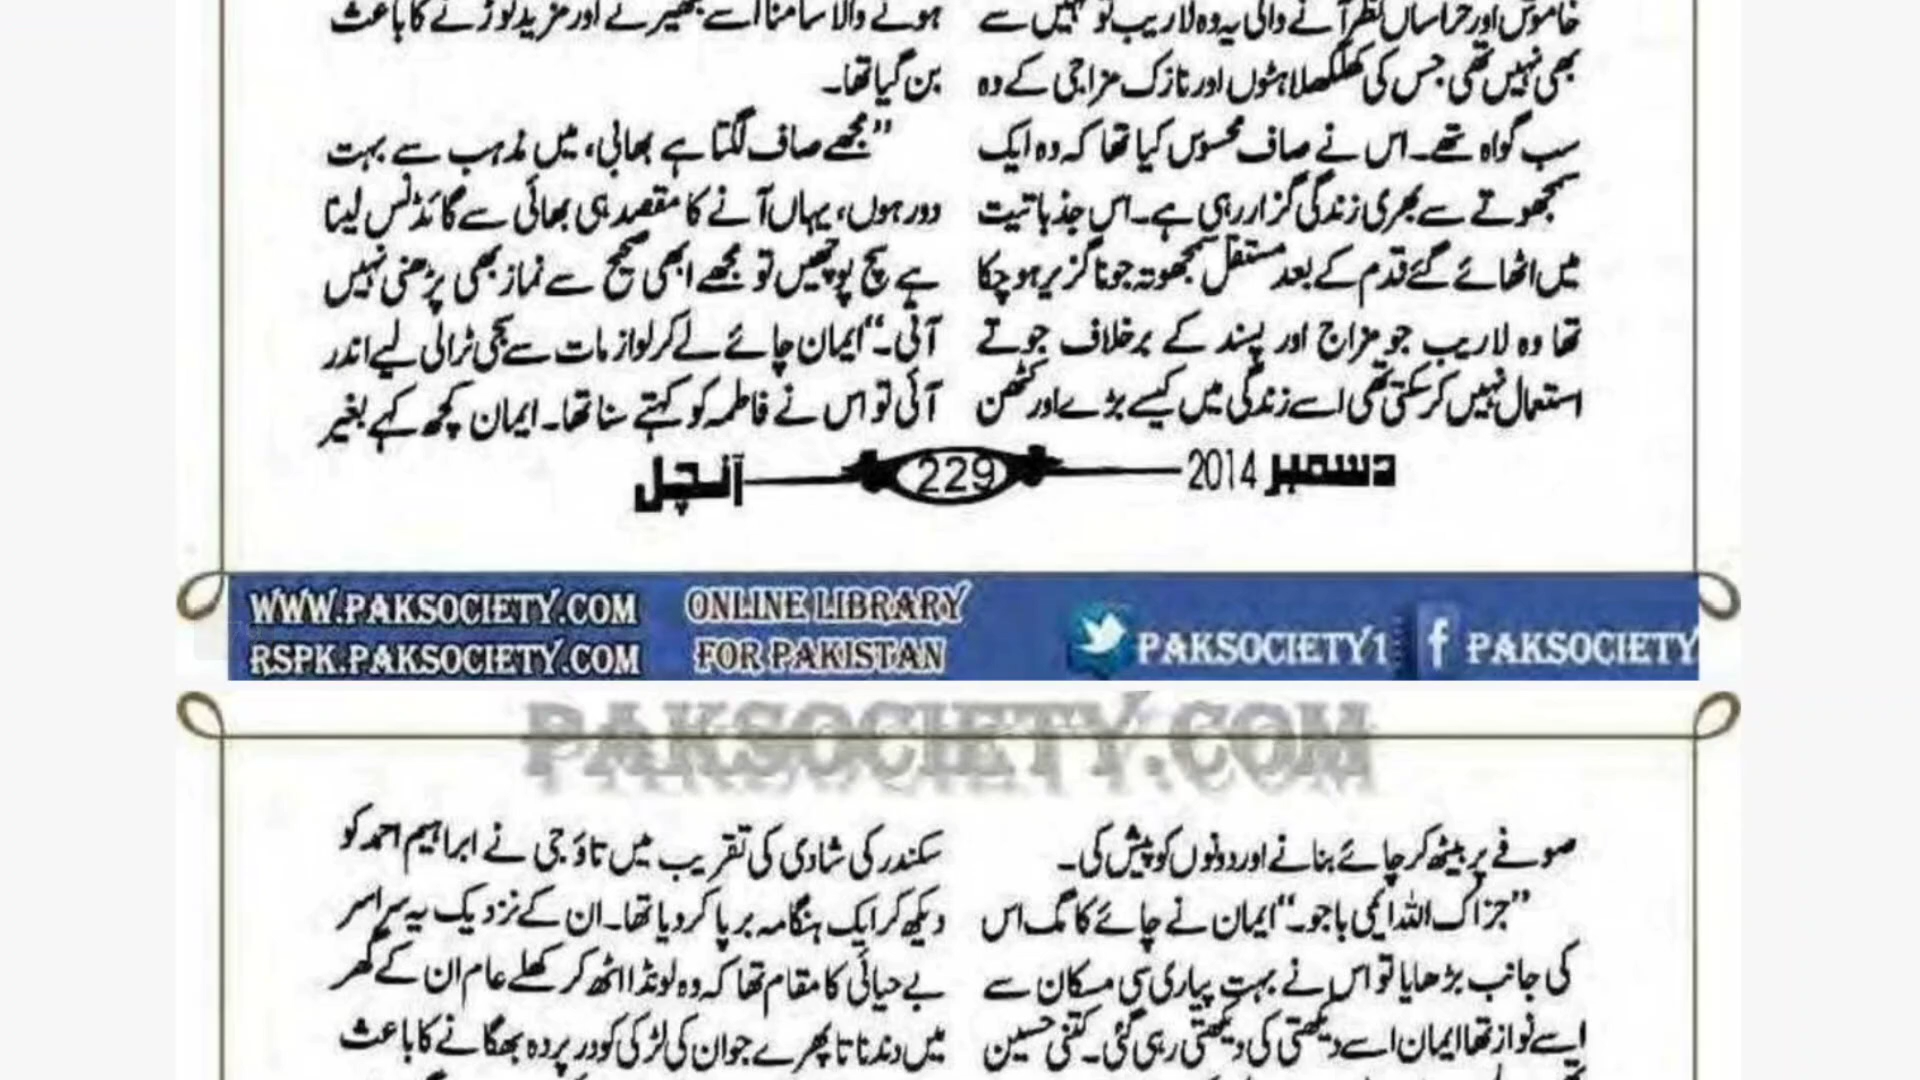 خاموش اور حراساں نظر آنے والی یہ وہ لاریب تو کہیں سے
بھی نہیں تھی جس کی کھلکھلاہٹوں اور نازک مزاجی کے وہ
سب گواہ تھے۔ اس نے صاف محسوس کیا تھا کہ وہ ایک
سمجھوتے سے بھری زندگی گزار رہی ہے۔ اس جذباتیت
میں اٹھائے گئے قدم کے بعد مستقل سمجھوتہ جو ناگزیر ہوچکا
تھا وہ لاریب جو مزاج اور پسند کے برخلاف جوتے
استعمال نہیں کرسکتی تھی اسے زندگی میں کیسے بڑے اور کٹھن
ہونے والا سامنا اسے بکھیرنے اور مزید توڑنے کا باعث
بن گیا تھا۔
”مجھے صاف لگتا ہے بھابی، میں مذہب سے بہت
دور ہوں، یہاں آنے کا مقصد ہی بھائی سے گائڈنس لینا
ہے سچ پوچھیں تو مجھے ابھی صحیح سے نماز بھی پڑھنی نہیں
آتی۔“ ایمان چائے لے کر لوازمات سے سجی ٹرالی لیے اندر
آئی تو اس نے فاطمہ کو کہتے سنا تھا۔ ایمان کچھ کہے بغیر
دسمبر 2014 229 آنچل
WWW.PAKSOCIETY.COM
RSPK.PAKSOCIETY.COM
ONLINE LIBRARY
FOR PAKISTAN
PAKSOCIETY1
PAKSOCIETY
PAKSOCIETY.COM
صوفے پر بیٹھ کر چائے بنانے اور دونوں کو پیش کی۔
”جزاک اللہ ایمی باجو۔“ ایمان نے چائے کا مگ اس
کی جانب بڑھایا تو اس نے بہت پیاری سی مسکان سے
اسے نوازا تھا ایمان اسے دیکھتی کی دیکھتی رہی گئی۔ کتنی حسین
سکندر کی شادی کی تقریب میں تاؤ جی نے ابراہیم احمد کو
دیکھ کر ایک ہنگامہ برپا کردیا تھا۔ ان کے نزدیک یہ سراسر
بے حیائی کا مقام تھا کہ وہ لونڈا اٹھ کر کھلے عام ان کے گھر
میں دندناتا پھرے جو ان کی لڑکی کو در پردہ بھگانے کا باعث